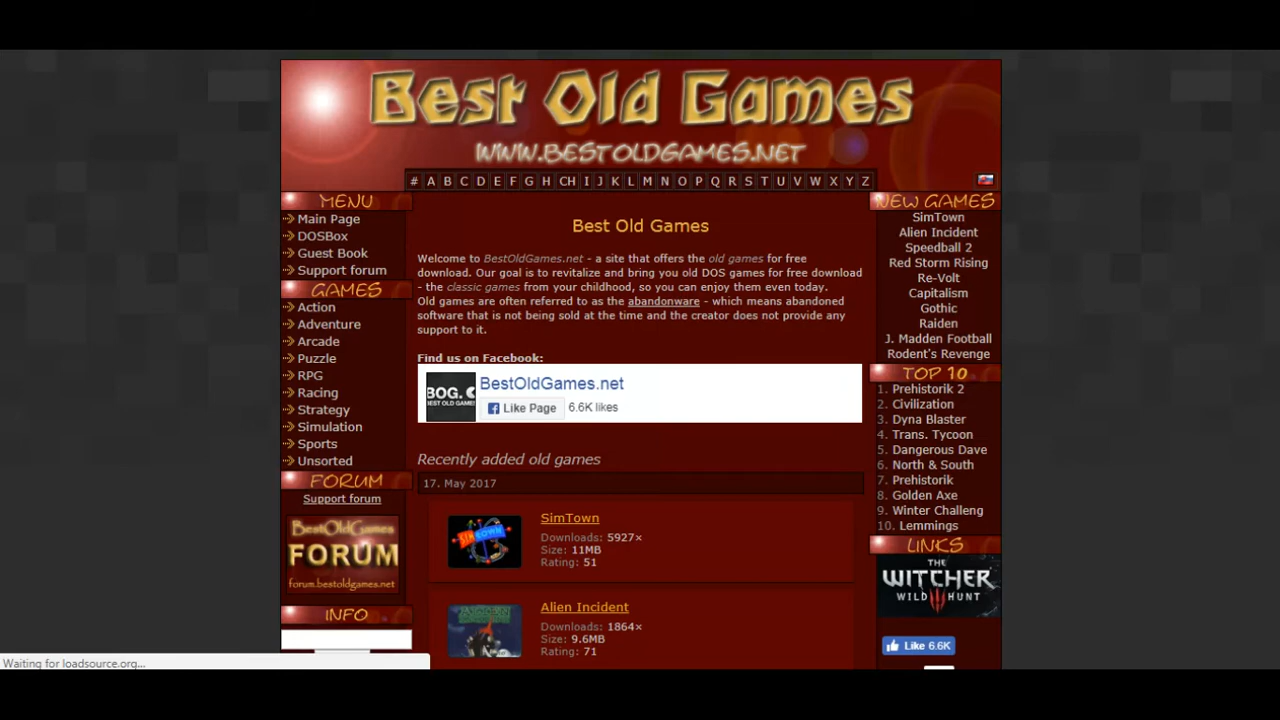 Best Old Games
WWW.BESTOLDGAMES.NET
# A B C D E F G H CH I J K L M N O P Q R S T U V W X Y Z
MENU
Main Page
DOSBox
Guest Book
Support forum
GAMES
Action
Adventure
Arcade
Puzzle
RPG
Racing
Strategy
Simulation
Sports
Unsorted
FORUM
Support forum
BestOldGames
FORUM
forum.bestoldgames.net
INFO
Best Old Games
Welcome to BestOldGames.net - a site that offers the old games for free
download. Our goal is to revitalize and bring you old DOS games for free download
- the classic games from your childhood, so you can enjoy them even today.
Old games are often referred to as the abandonware - which means abandoned
software that is not being sold at the time and the creator does not provide any
support to it.
Find us on Facebook:
BOG.
BEST OLD GAMES
BestOldGames.net
Like Page 6.6K likes
Recently added old games
17. May 2017
SimTown
Downloads: 5927×
Size: 11MB
Rating: 51
Alien Incident
Downloads: 1864×
Size: 9.6MB
Rating: 71
NEW GAMES
SimTown
Alien Incident
Speedball 2
Red Storm Rising
Re-Volt
Capitalism
Gothic
Raiden
J. Madden Football
Rodent's Revenge
TOP 10
1. Prehistorik 2
2. Civilization
3. Dyna Blaster
4. Trans. Tycoon
5. Dangerous Dave
6. North & South
7. Prehistorik
8. Golden Axe
9. Winter Challeng
10. Lemmings
LINKS
THE
WITCHER
WILD HUNT
Like 6.6K
Waiting for loadsource.org...